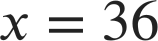 x = 36